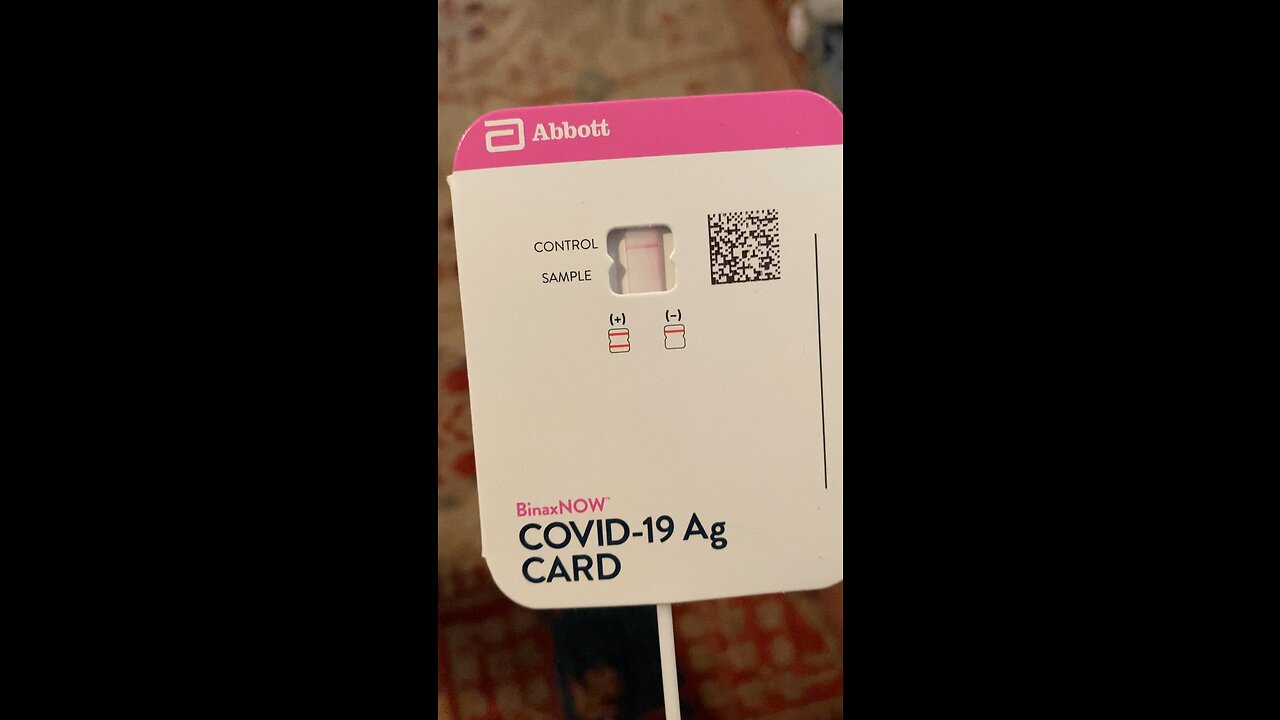 Abbott
CONTROL
SAMPLE
(+) (-)
BinaxNOW™
COVID-19 Ag
CARD